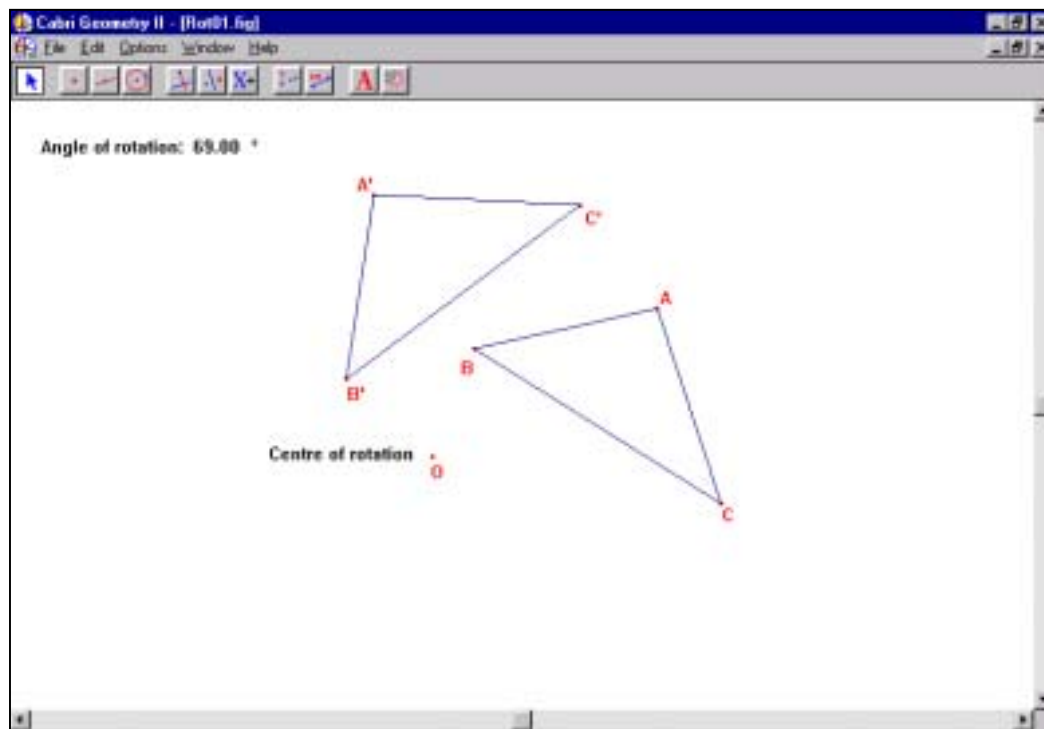 Cabri Geometry II - [Rot01.fig]
File Edit Options Window Help
A
Angle of rotation: 69.00 °
A'
C'
A
B
B'
Centre of rotation
O
C